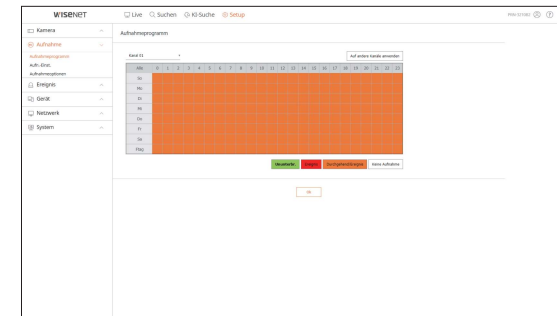 WISENET
Live Suchen KI-Suche Setup
Kamera
Aufnahme
Aufnahmeprogramm
Aufn.-Einst.
Aufnahmeoptionen
Ereignis
Gerät
Netzwerk
System
Aufnahmeprogramm
Kanal 01
Auf andere Kanäle anwenden
Alle 0 1 2 3 4 5 6 7 8 9 10 11 12 13 14 15 16 17 18 19 20 21 22 23
So
Mo
Di
Mi
Do
Fr
Sa
Ununterbr. Ereignis Durchgehend/Ereignis Keine Aufnahme
OK